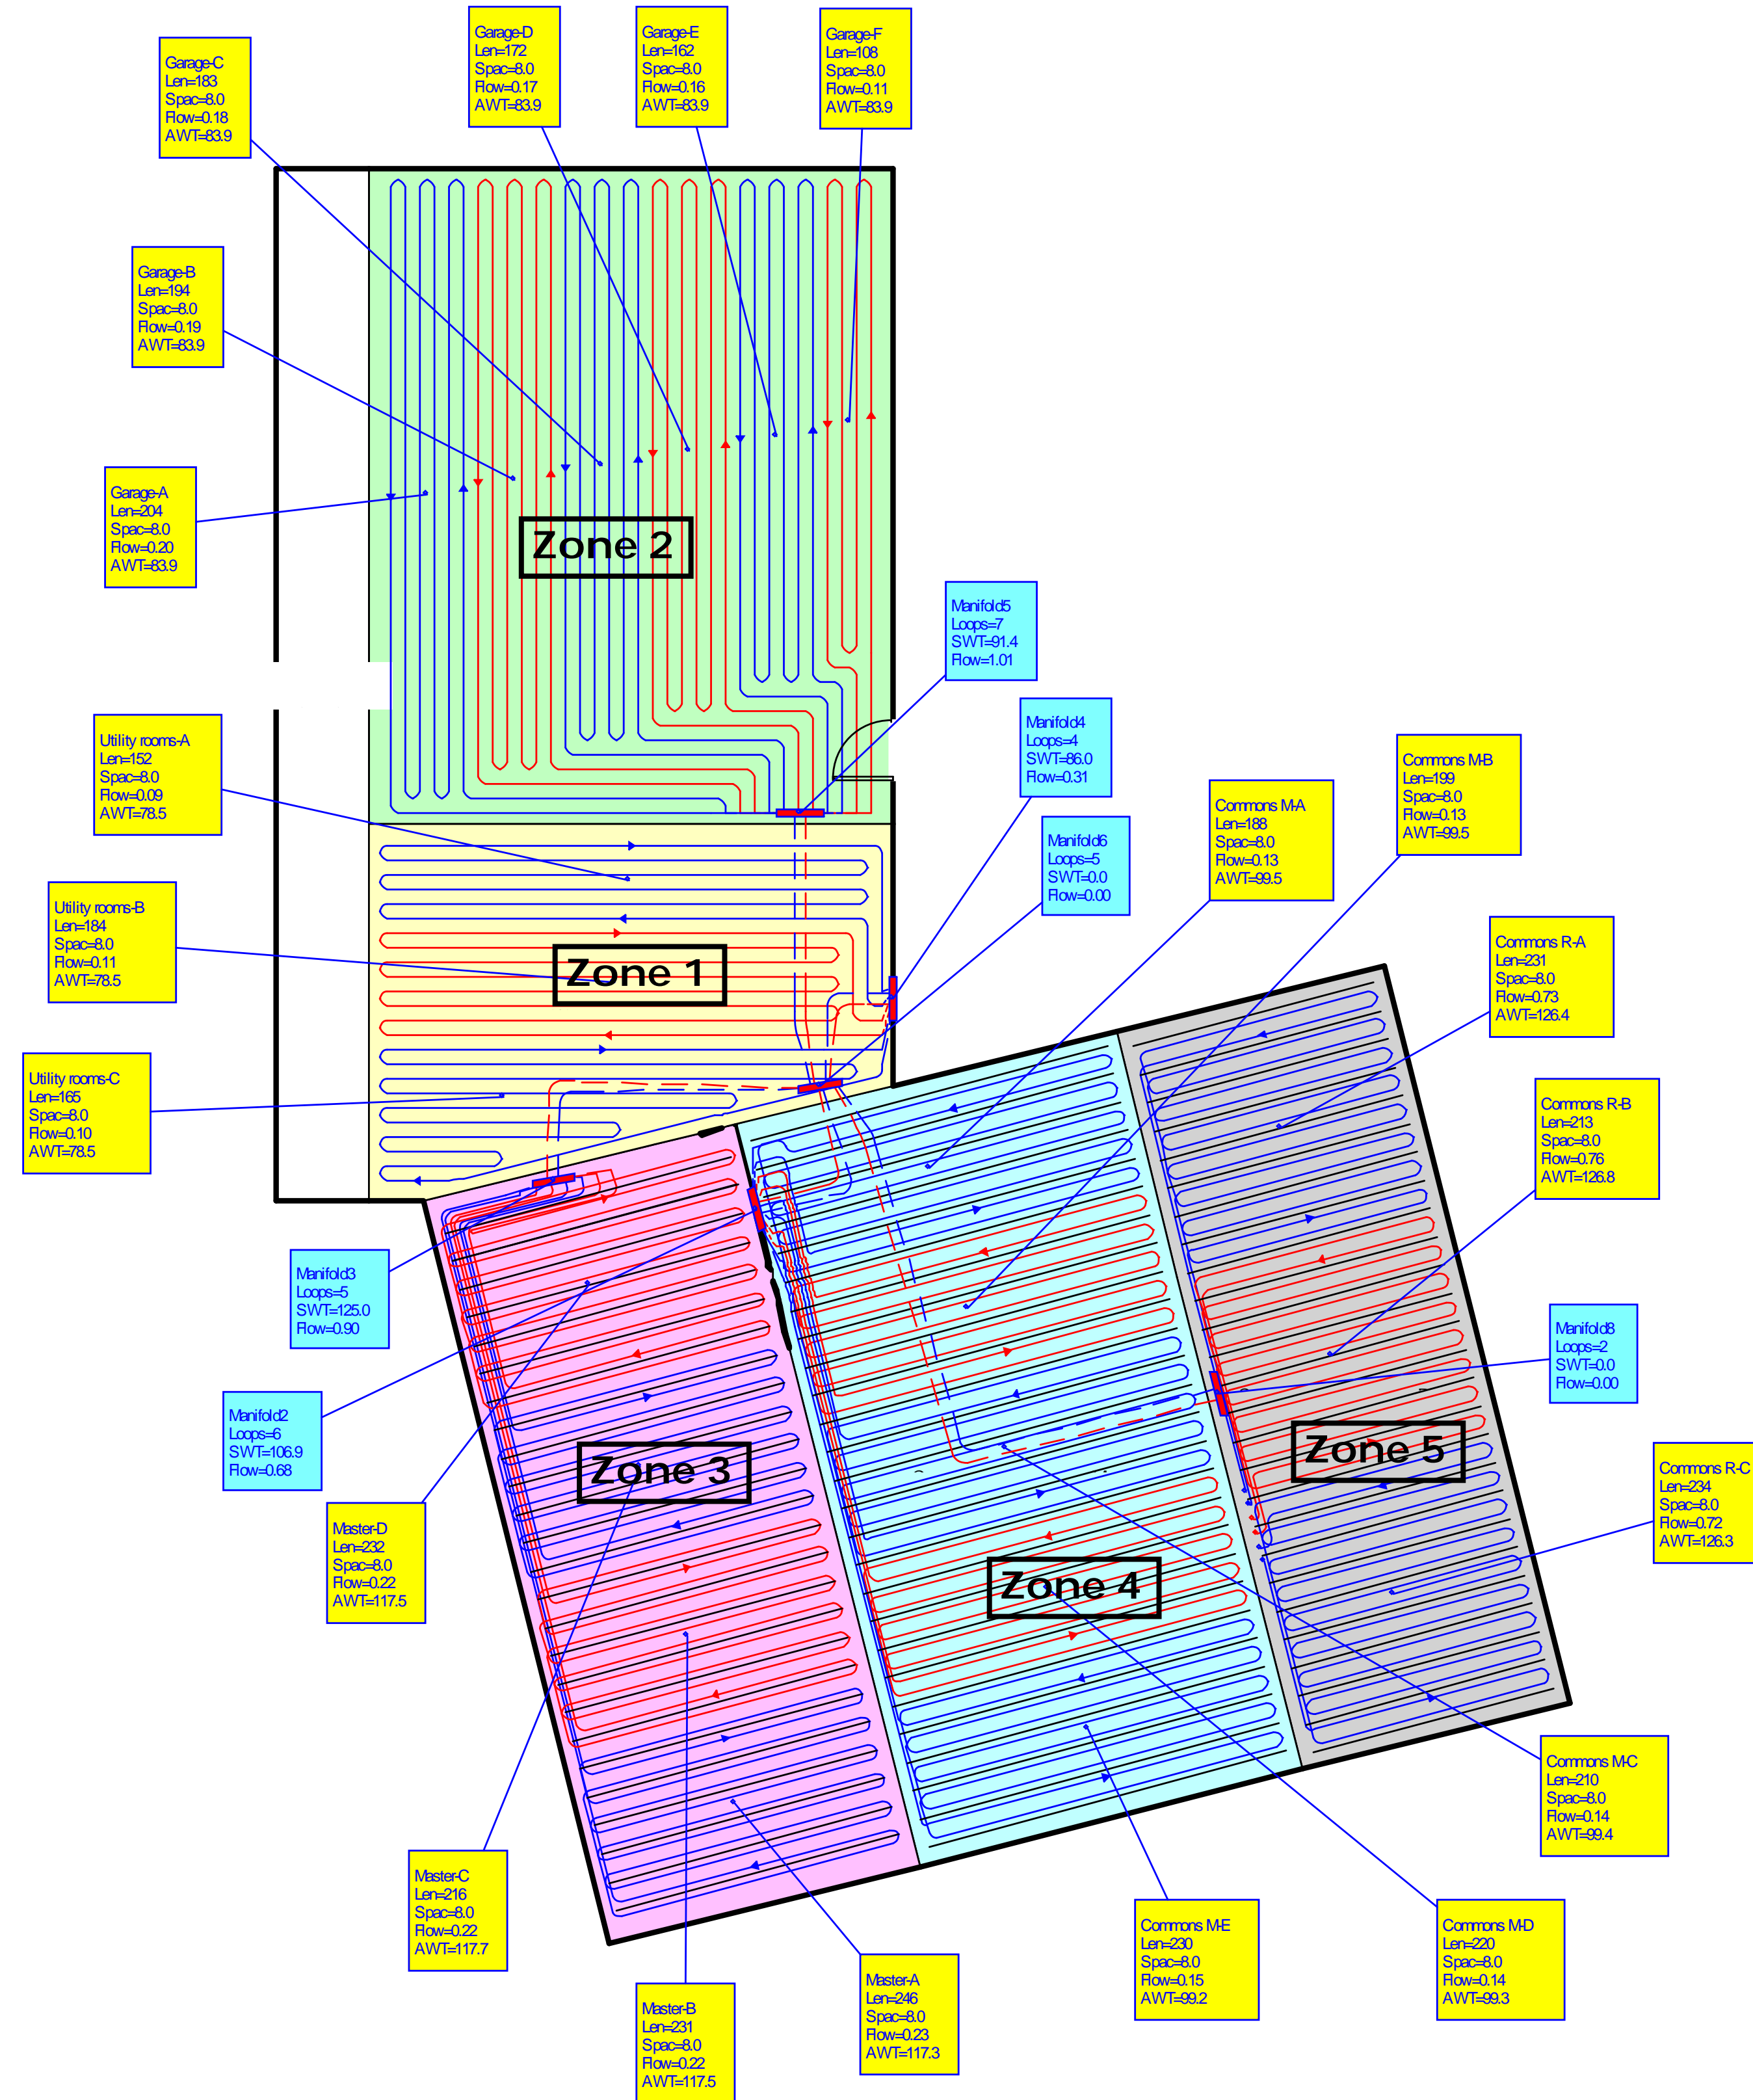 Garage-D
Len=172
Spac=8.0
Flow=0.17
AWT=83.9
Garage-E
Len=162
Spac=8.0
Flow=0.16
AWT=83.9
Garage-F
Len=108
Spac=8.0
Flow=0.11
AWT=83.9
Garage-C
Len=183
Spac=8.0
Flow=0.18
AWT=83.9
Garage-B
Len=194
Spac=8.0
Flow=0.19
AWT=83.9
Garage-A
Len=204
Spac=8.0
Flow=0.20
AWT=83.9
Zone 2
Manifold5
Loops=7
SWT=91.4
Flow=1.01
Manifold4
Loops=4
SWT=86.0
Flow=0.31
Utility rooms-A
Len=152
Spac=8.0
Flow=0.09
AWT=78.5
Commons M-B
Len=199
Spac=8.0
Flow=0.13
AWT=99.5
Commons M-A
Len=188
Spac=8.0
Flow=0.13
AWT=99.5
Manifold6
Loops=5
SWT=0.0
Flow=0.00
Utility rooms-B
Len=184
Spac=8.0
Flow=0.11
AWT=78.5
Zone 1
Commons R-A
Len=231
Spac=8.0
Flow=0.73
AWT=126.4
Utility rooms-C
Len=165
Spac=8.0
Flow=0.10
AWT=78.5
Commons R-B
Len=213
Spac=8.0
Flow=0.76
AWT=126.8
Manifold3
Loops=5
SWT=125.0
Flow=0.90
Manifold8
Loops=2
SWT=0.0
Flow=0.00
Manifold2
Loops=6
SWT=106.9
Flow=0.68
Zone 3
Zone 5
Commons R-C
Len=234
Spac=8.0
Flow=0.72
AWT=126.3
Master-D
Len=232
Spac=8.0
Flow=0.22
AWT=117.5
Zone 4
Commons M-C
Len=210
Spac=8.0
Flow=0.14
AWT=99.4
Master-C
Len=216
Spac=8.0
Flow=0.22
AWT=117.7
Commons M-E
Len=230
Spac=8.0
Flow=0.15
AWT=99.2
Commons M-D
Len=220
Spac=8.0
Flow=0.14
AWT=99.3
Master-A
Len=246
Spac=8.0
Flow=0.23
AWT=117.3
Master-B
Len=231
Spac=8.0
Flow=0.22
AWT=117.5